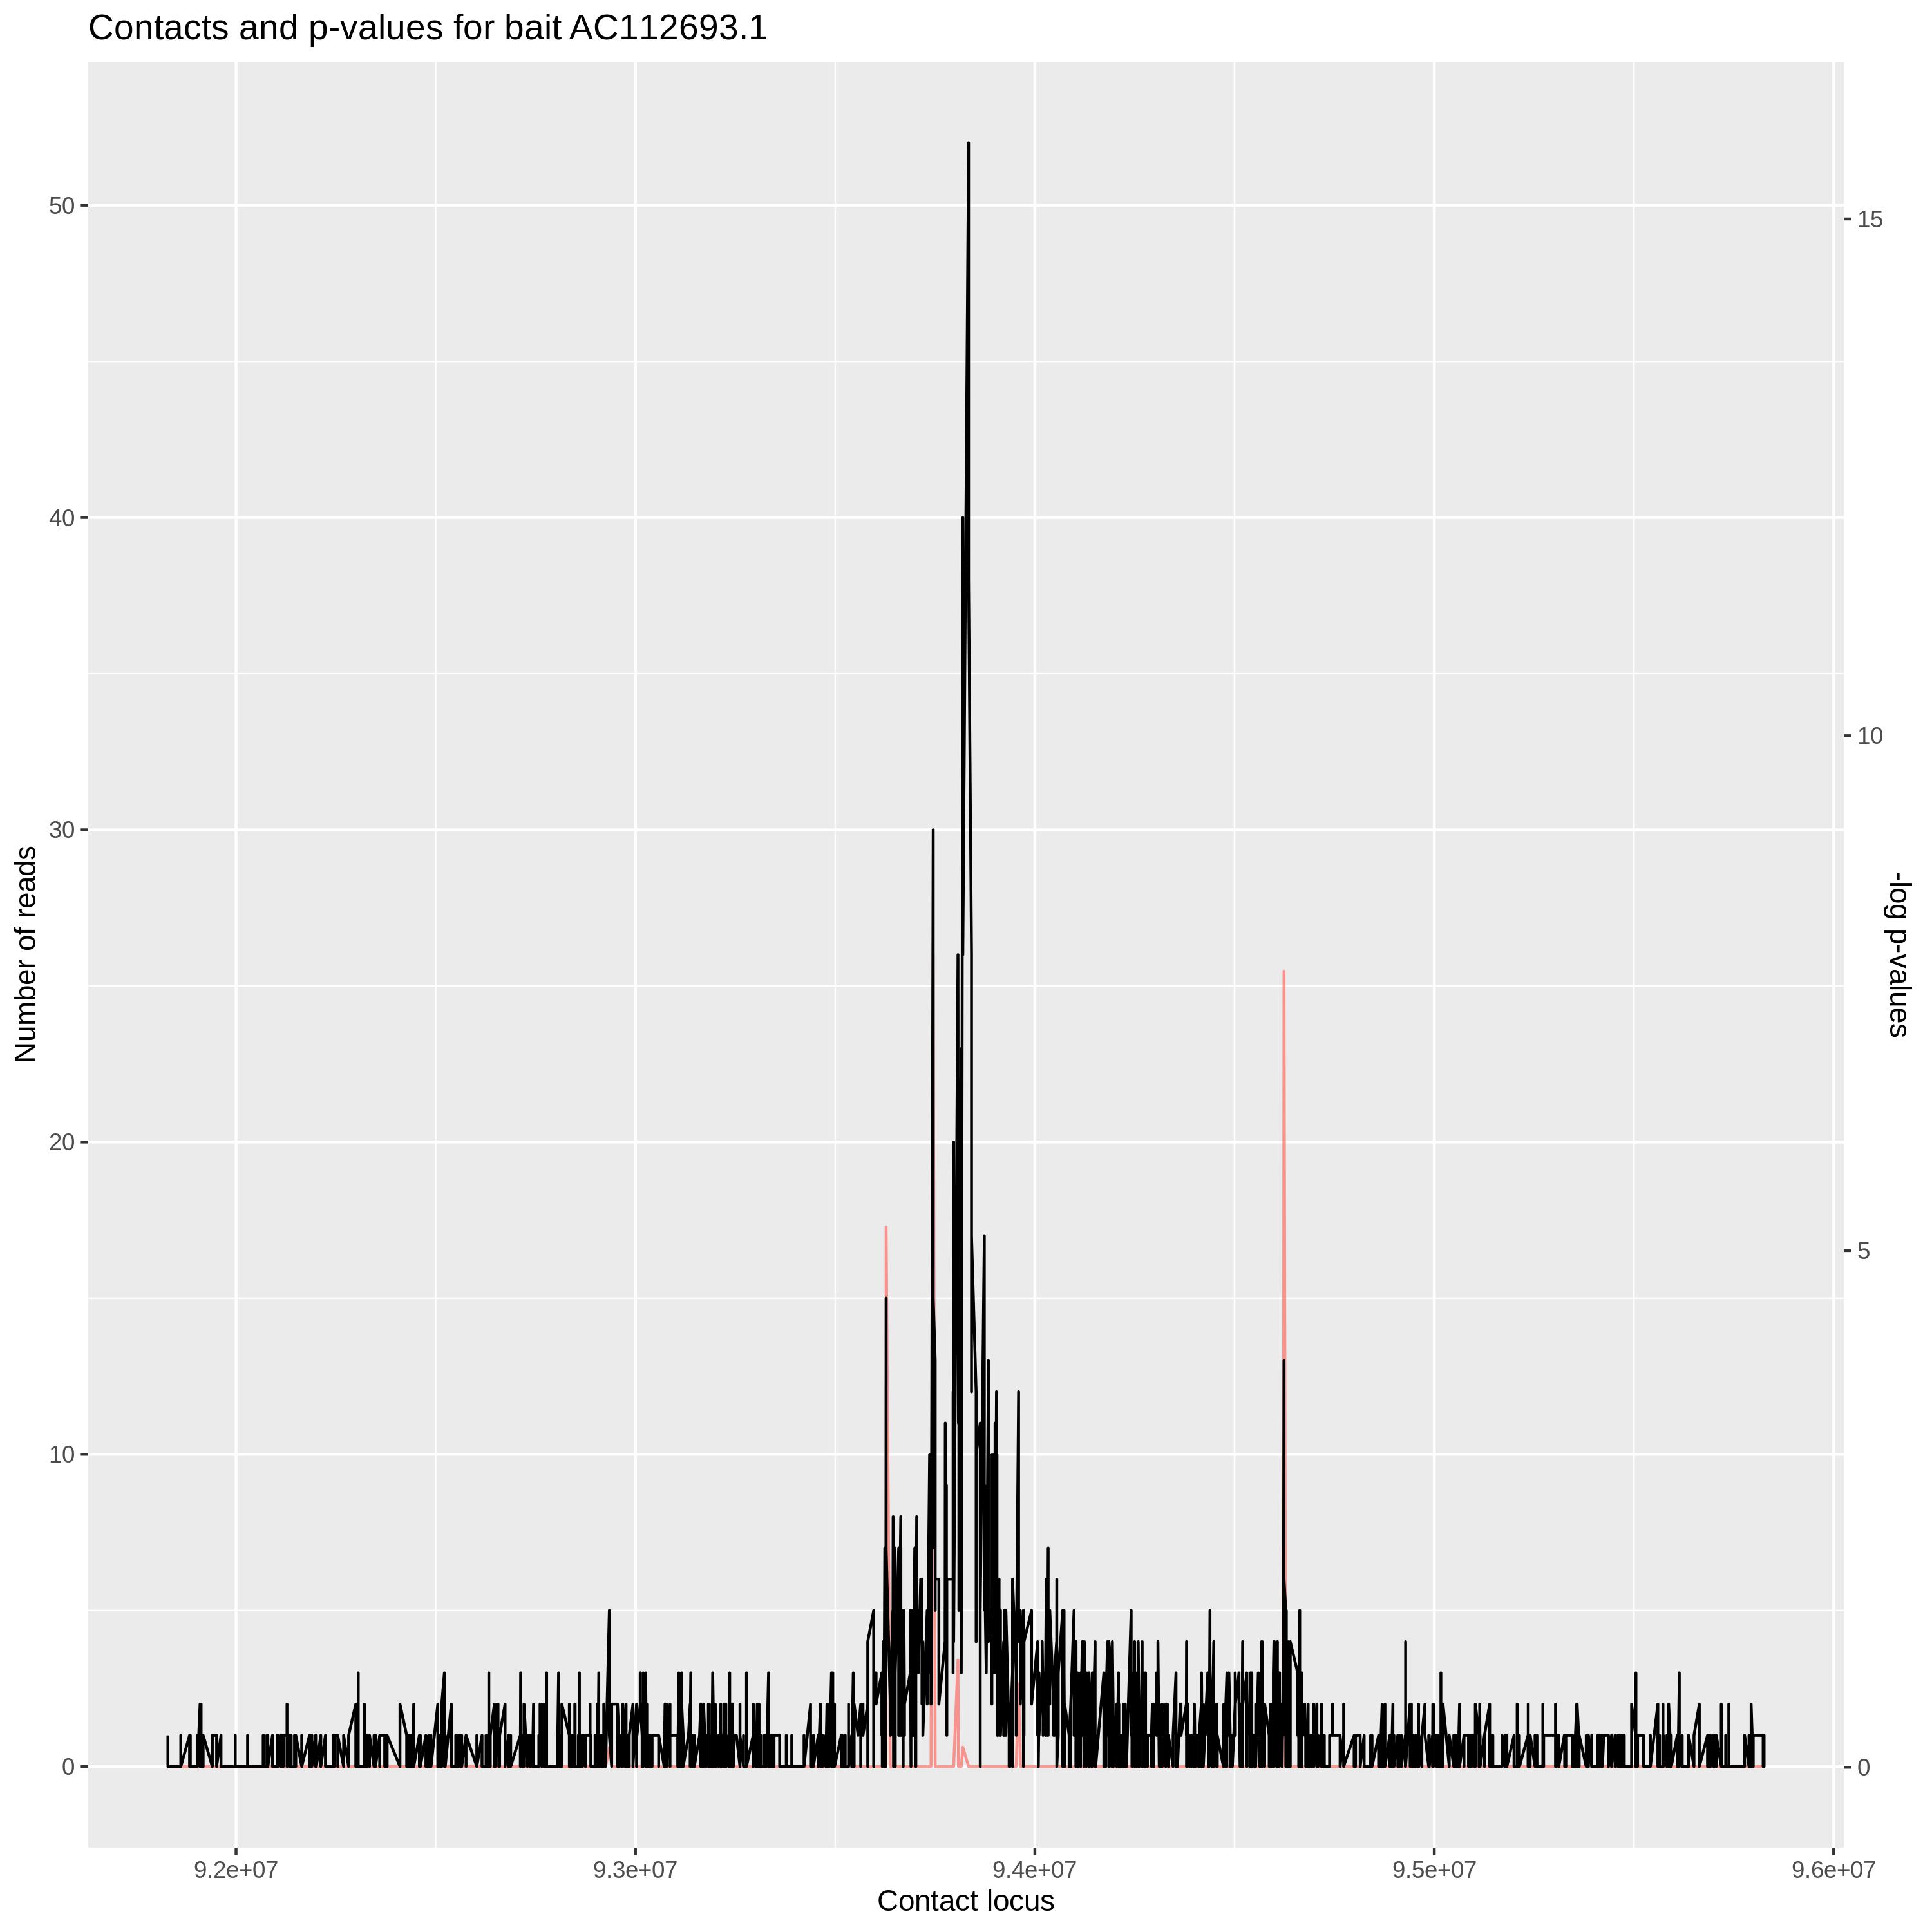 Contacts and p-values for bait AC112693.1
50
40
30
20
10
0
Number of reads
15
10
5
0
-log p-values
9.2e+07
9.3e+07
9.4e+07
9.5e+07
9.6e+07
Contact locus